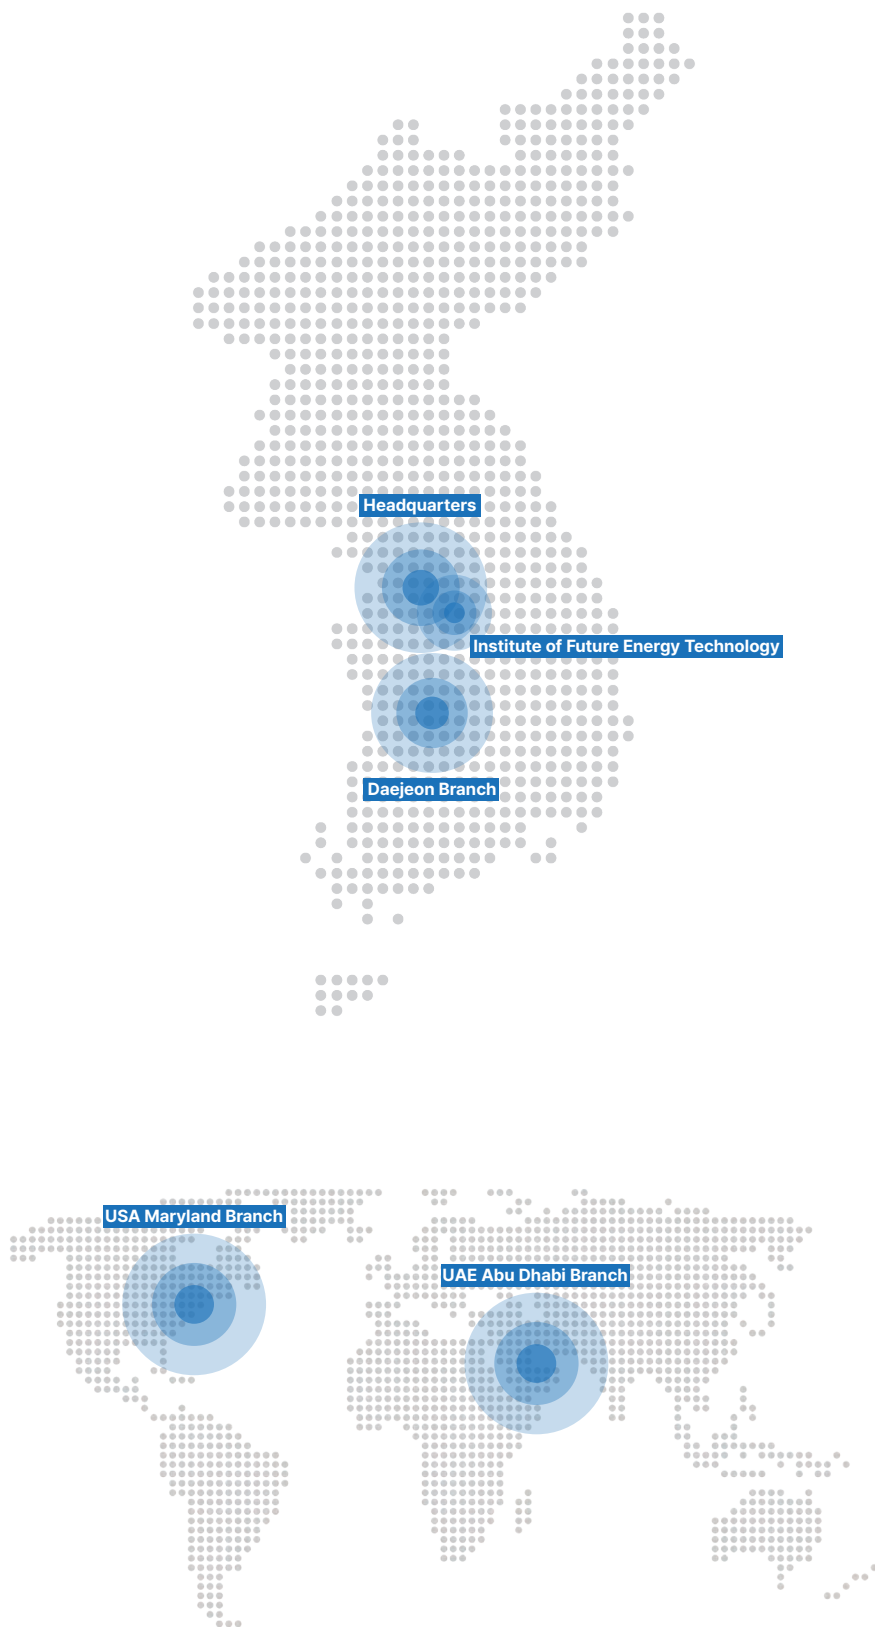 Headquarters
Institute of Future Energy Technology
Daejeon Branch
USA Maryland Branch
UAE Abu Dhabi Branch